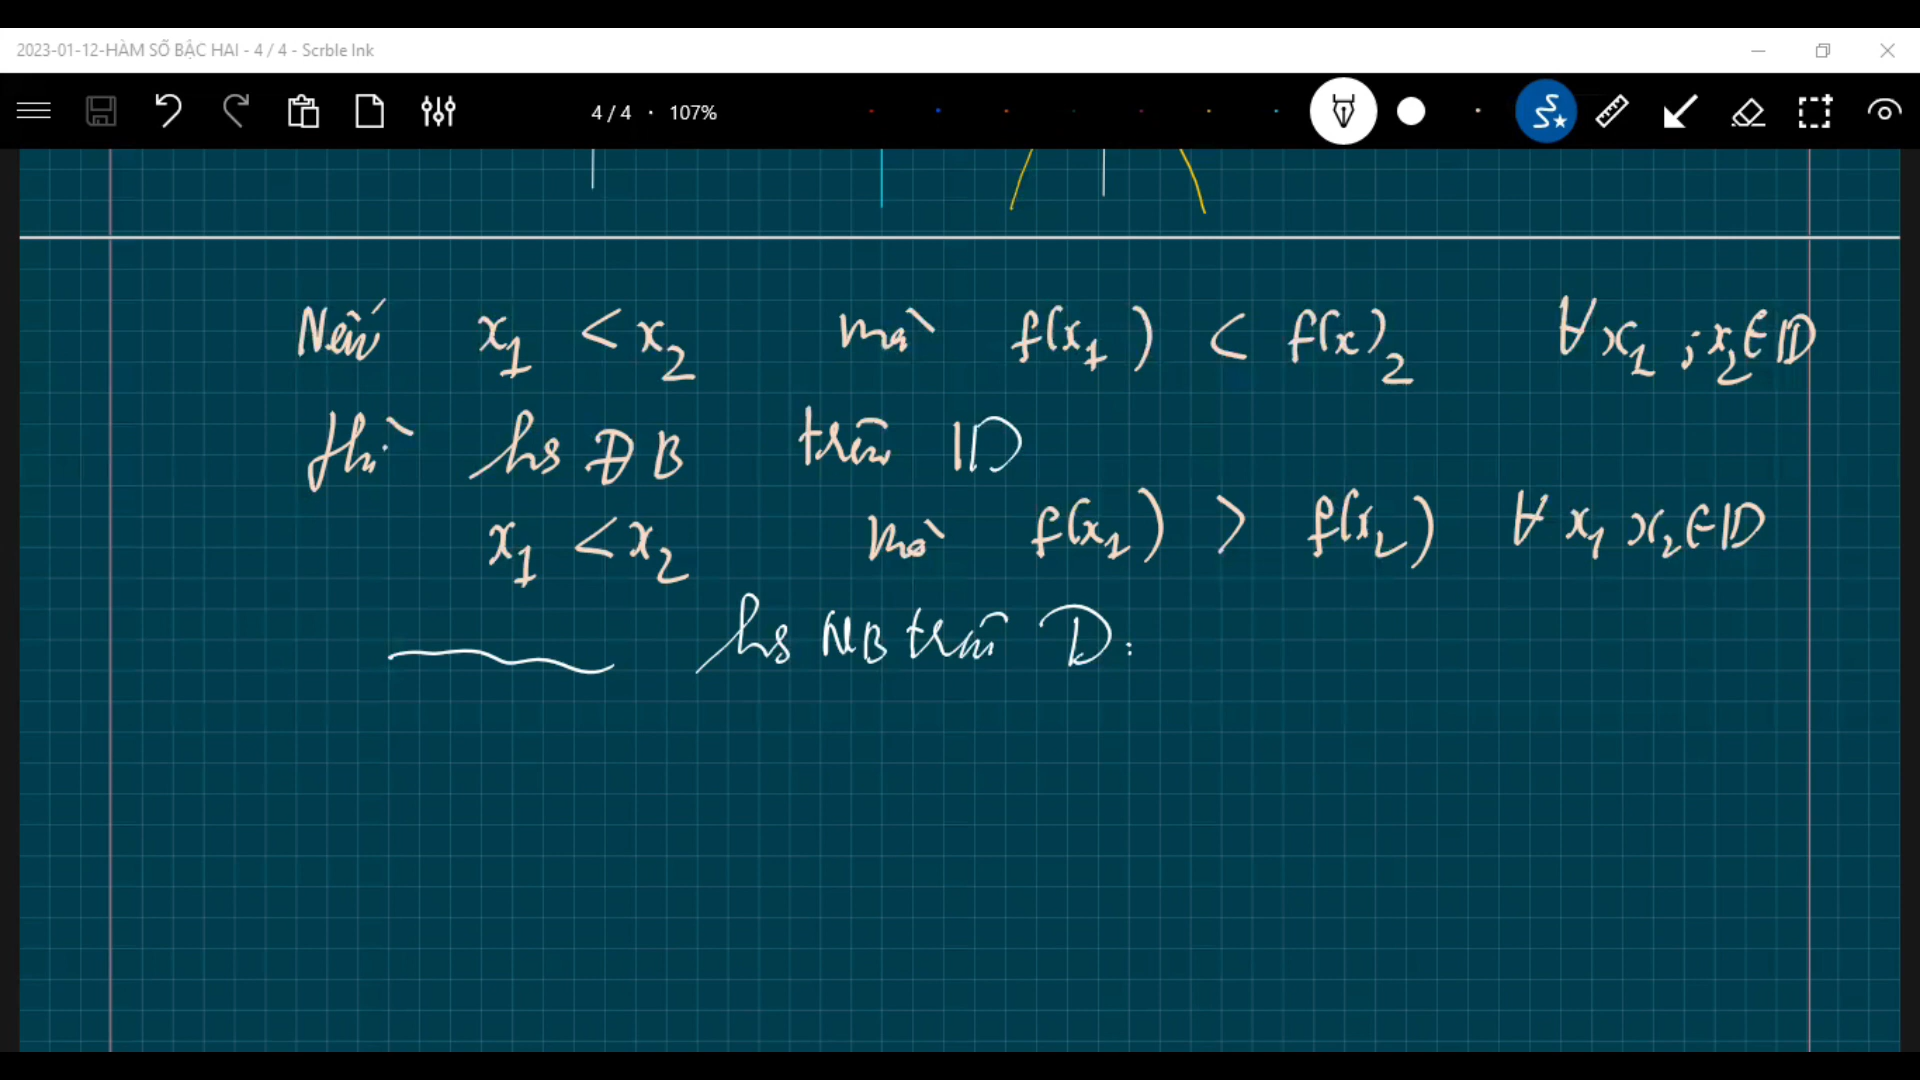 2023-01-12-HÀM SỐ BẬC HAI - 4 / 4 - Scrble Ink
4 / 4 · 107%
Nếu x₁ < x₂ mà f(x₁) < f(x)₂ ∀x₁ ; x₂ ∈ D
thì hs ĐB trên D
x₁ < x₂ mà f(x₁) > f(x₂) ∀ x₁ x₂ ∈ D
hs NB trên D.